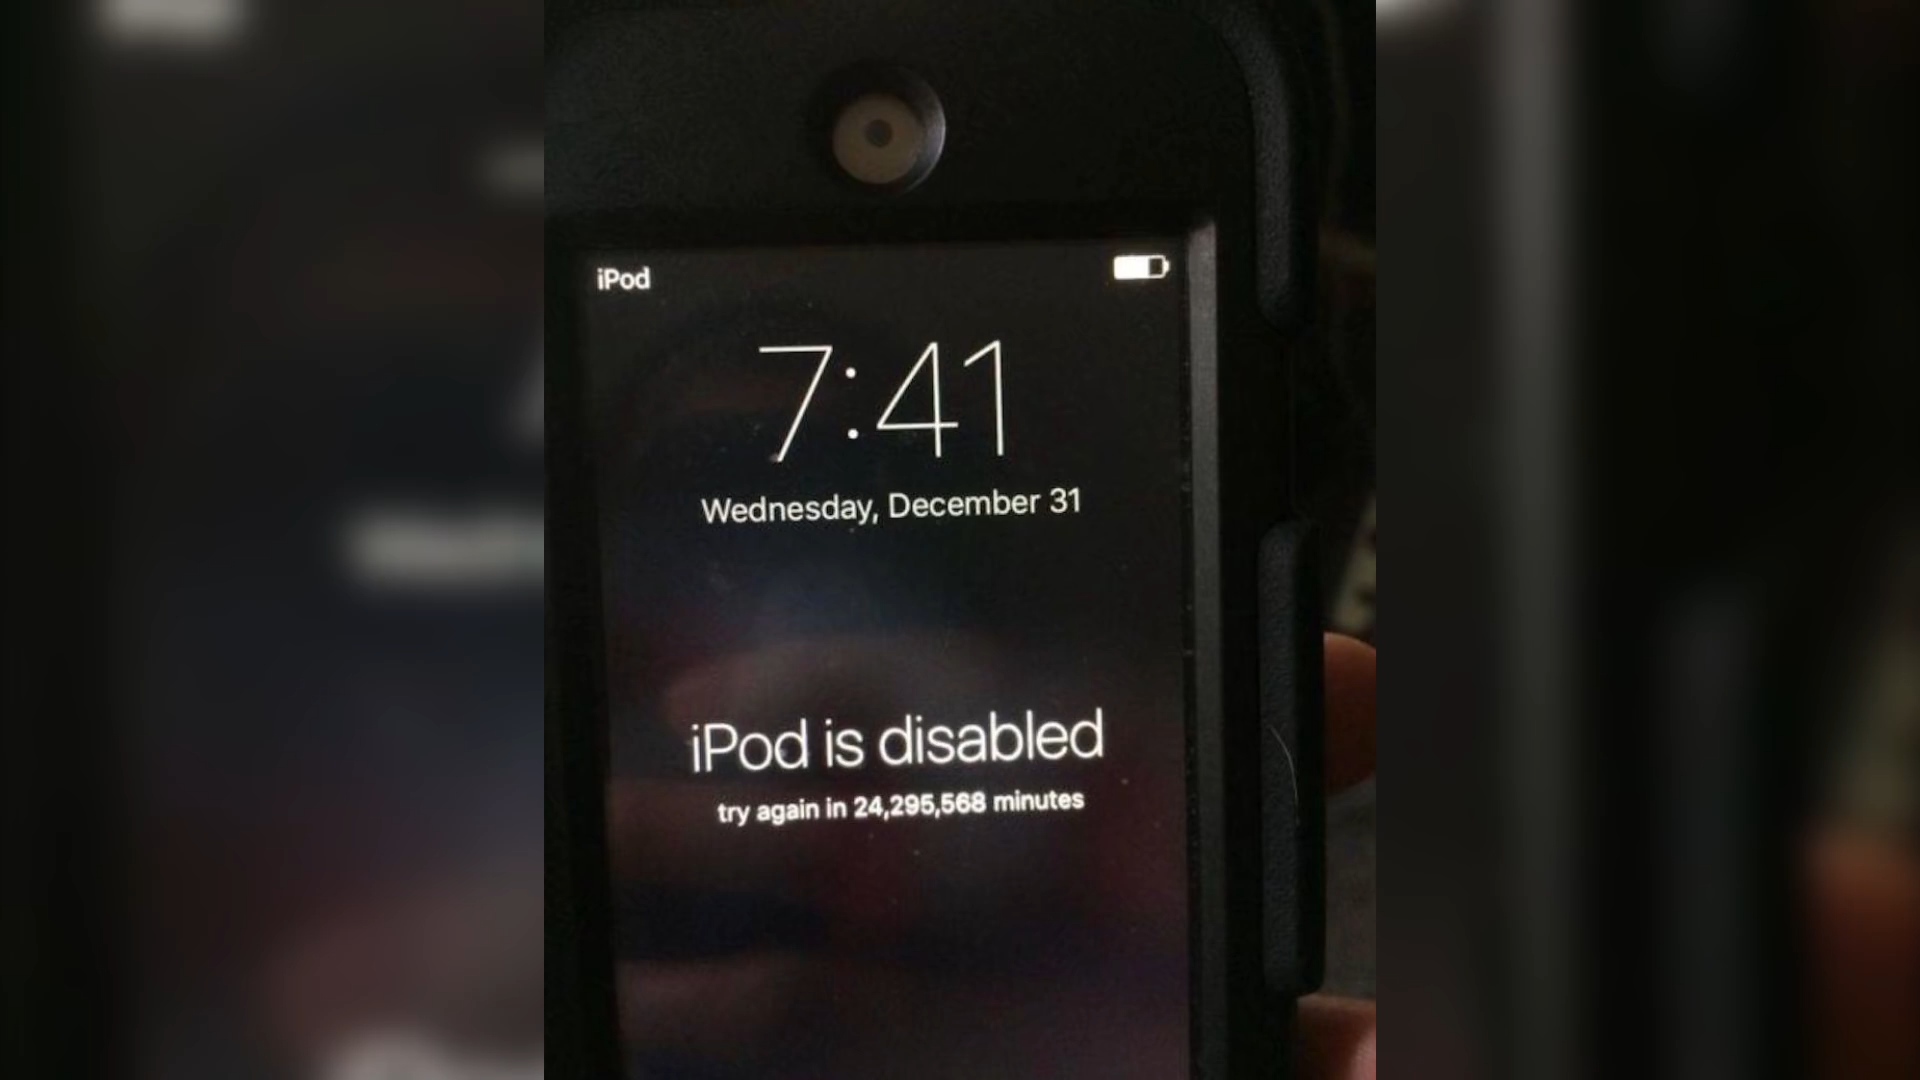 iPod
7:41
Wednesday, December 31
iPod is disabled
try again in 24,295,568 minutes